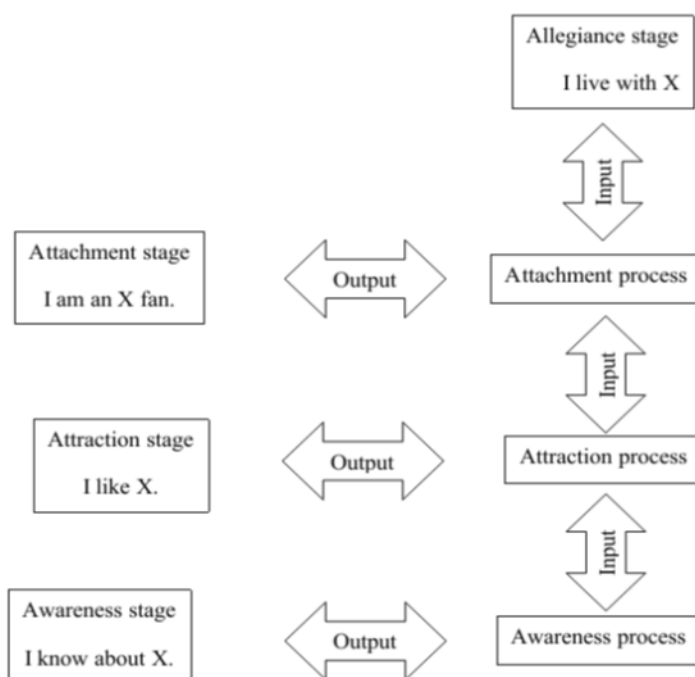 Allegiance stage
I live with X
Input
Attachment stage
I am an X fan.
Output
Attachment process
Input
Attraction stage
I like X.
Output
Attraction process
Input
Awareness stage
I know about X.
Output
Awareness process